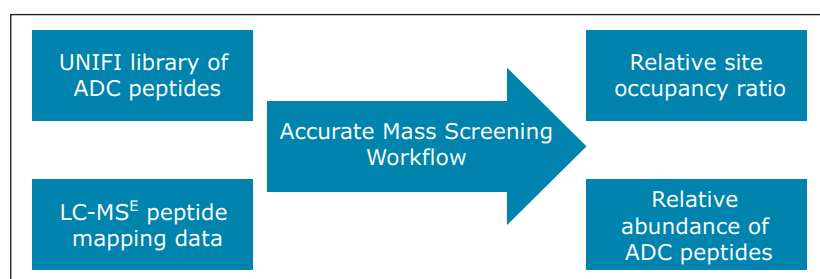 UNIFI library of
ADC peptides
LC-MSE peptide
mapping data
Accurate Mass Screening
Workflow
Relative site
occupancy ratio
Relative
abundance of
ADC peptides